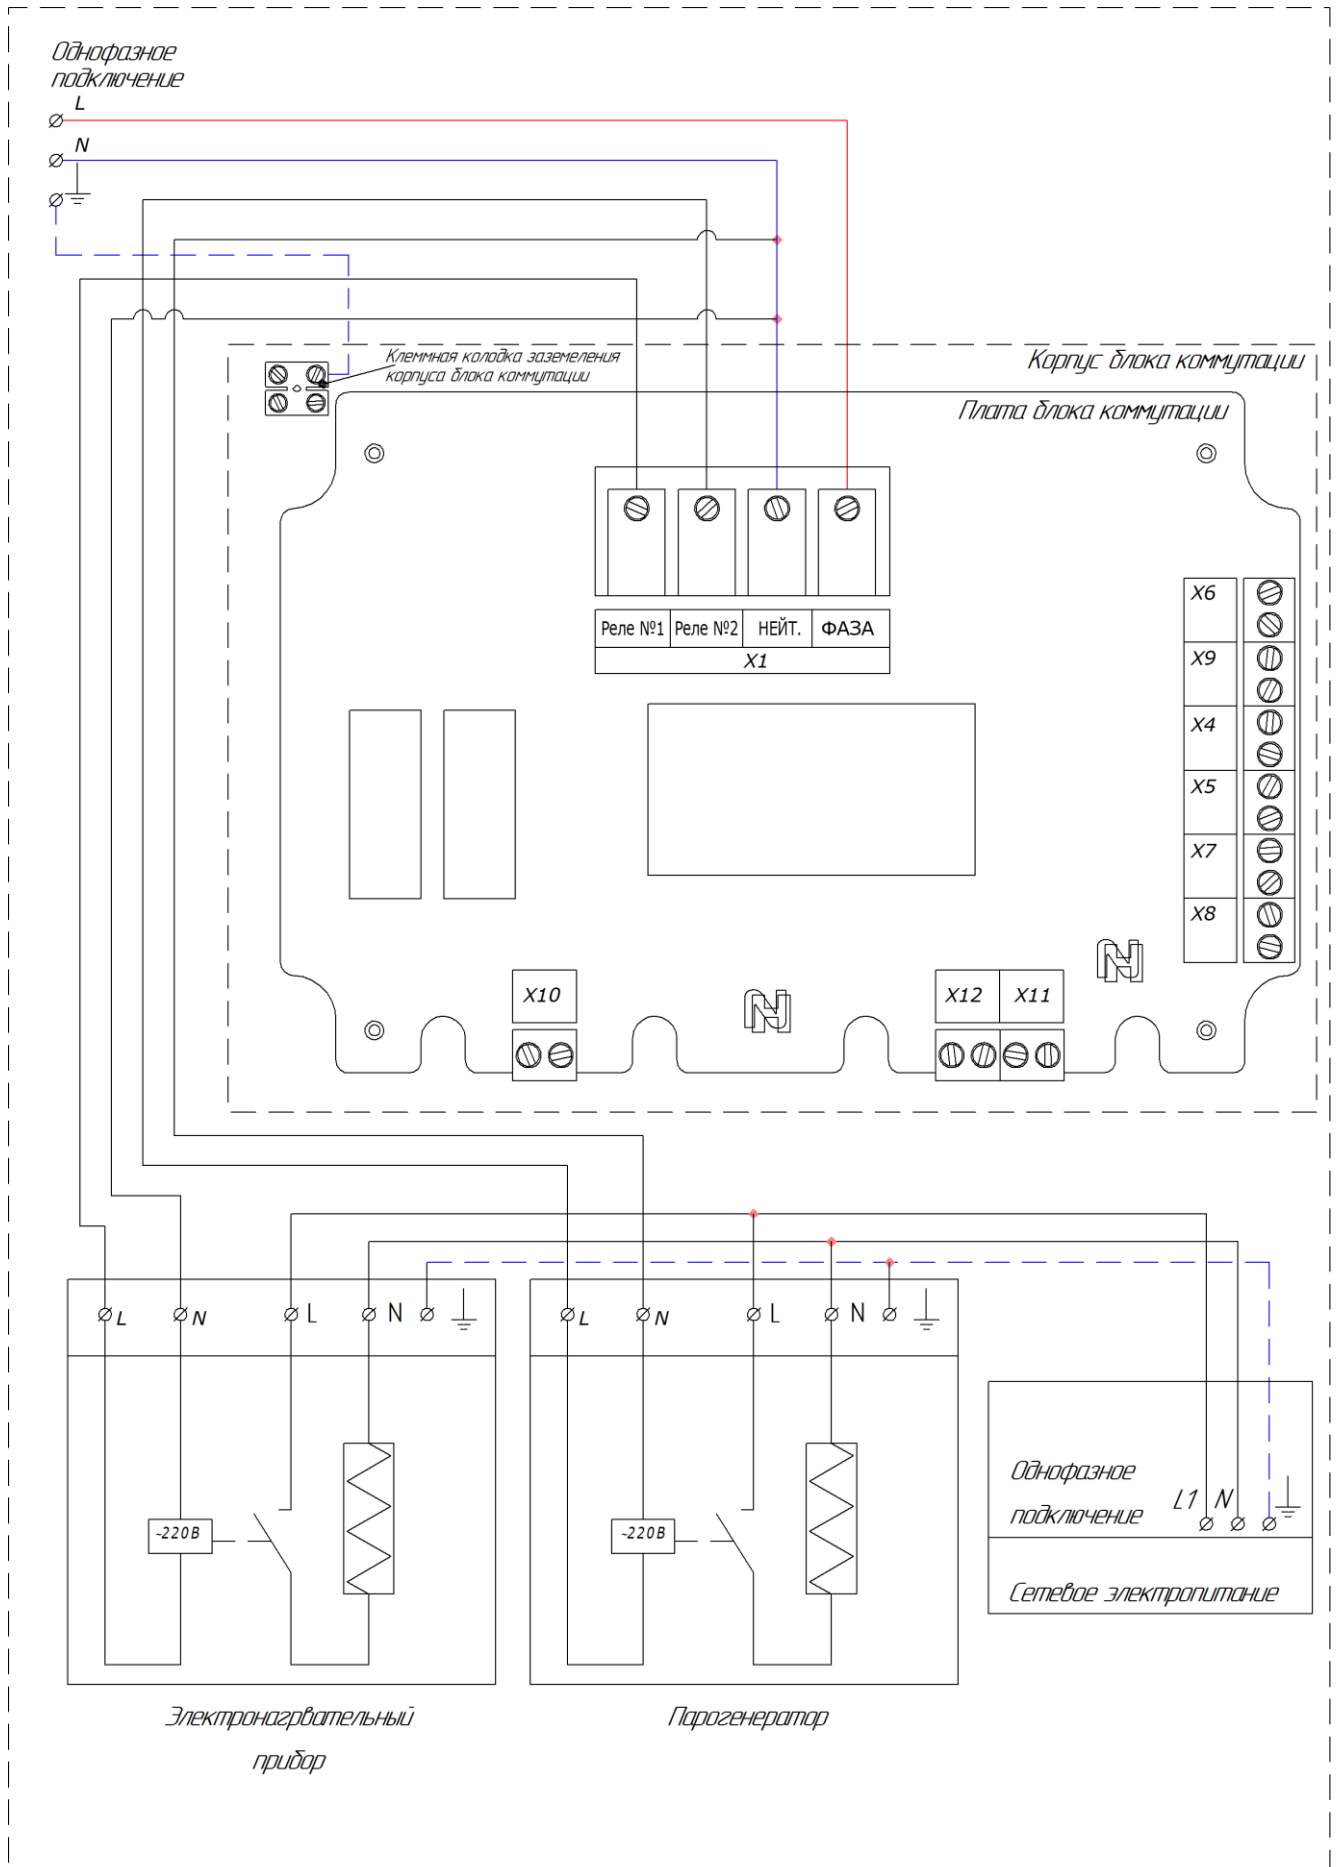 Однофазное
подключение
L
N
Клеммная колодка заземеления
корпуса блока коммутации
Корпус блока коммутации
Плата блока коммутации
Реле №1 Реле №2 НЕЙТ. ФАЗА
X1
X6
X9
X4
X5
X7
X8
X10
X12 X11
L N L N
L N L N
~220В
~220В
Однофазное
подключение
L1 N
Сетевое электропитание
Электронагрвательный
прибор
Парогенератор